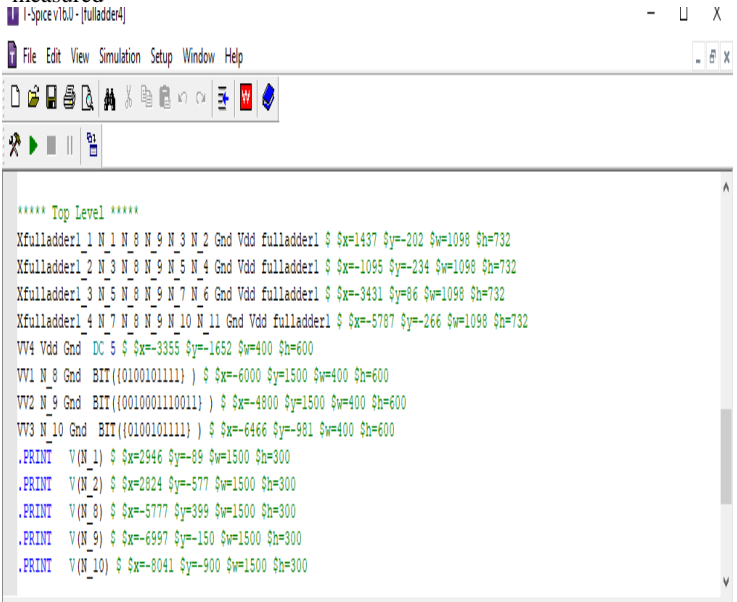 measured
T-Spice v16.0 - [fulladder4]
File Edit View Simulation Setup Window Help
***** Top Level *****
Xfulladder1_1 N_1 N_8 N_9 N_3 N_2 Gnd Vdd fulladder1 $ $x=1437 $y=-202 $w=1098 $h=732
Xfulladder1_2 N_3 N_8 N_9 N_5 N_4 Gnd Vdd fulladder1 $ $x=-1095 $y=-234 $w=1098 $h=732
Xfulladder1_3 N_5 N_8 N_9 N_7 N_6 Gnd Vdd fulladder1 $ $x=-3431 $y=86 $w=1098 $h=732
Xfulladder1_4 N_7 N_8 N_9 N_10 N_11 Gnd Vdd fulladder1 $ $x=-5787 $y=-266 $w=1098 $h=732
VV4 Vdd Gnd  DC 5 $ $x=-3355 $y=-1652 $w=400 $h=600
VV1 N_8 Gnd  BIT({0100101111} ) $ $x=-6000 $y=1500 $w=400 $h=600
VV2 N_9 Gnd  BIT({0010001110011} ) $ $x=-4800 $y=1500 $w=400 $h=600
VV3 N_10 Gnd  BIT({0100101111} ) $ $x=-6466 $y=-981 $w=400 $h=600
.PRINT   V(N_1) $ $x=2946 $y=-89 $w=1500 $h=300
.PRINT   V(N_2) $ $x=2824 $y=-577 $w=1500 $h=300
.PRINT   V(N_8) $ $x=-5777 $y=399 $w=1500 $h=300
.PRINT   V(N_9) $ $x=-6997 $y=-150 $w=1500 $h=300
.PRINT   V(N_10) $ $x=-8041 $y=-900 $w=1500 $h=300